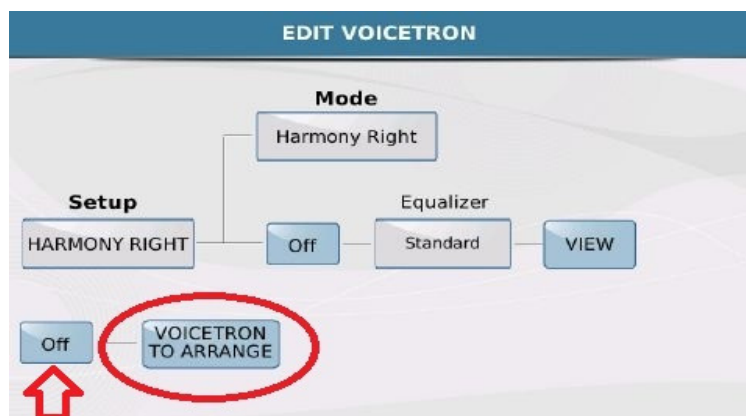 EDIT VOICETRON
Mode
Harmony Right
Setup
Equalizer
HARMONY RIGHT
Off
Standard
VIEW
Off
VOICETRON
TO ARRANGE